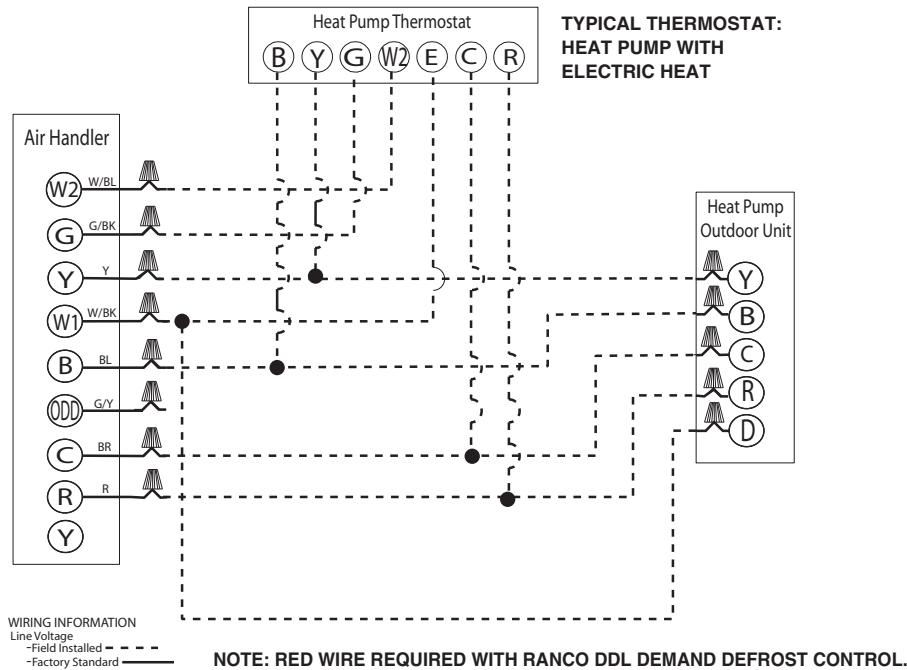 Heat Pump Thermostat
B Y G W2 E C R
TYPICAL THERMOSTAT:
HEAT PUMP WITH
ELECTRIC HEAT
Air Handler
W2 W/BL
G G/BK
Y Y
W1 W/BK
B BL
ODD G/Y
C BR
R R
Y
Heat Pump
Outdoor Unit
Y
B
C
R
D
WIRING INFORMATION
Line Voltage
-Field Installed
-Factory Standard
NOTE: RED WIRE REQUIRED WITH RANCO DDL DEMAND DEFROST CONTROL.